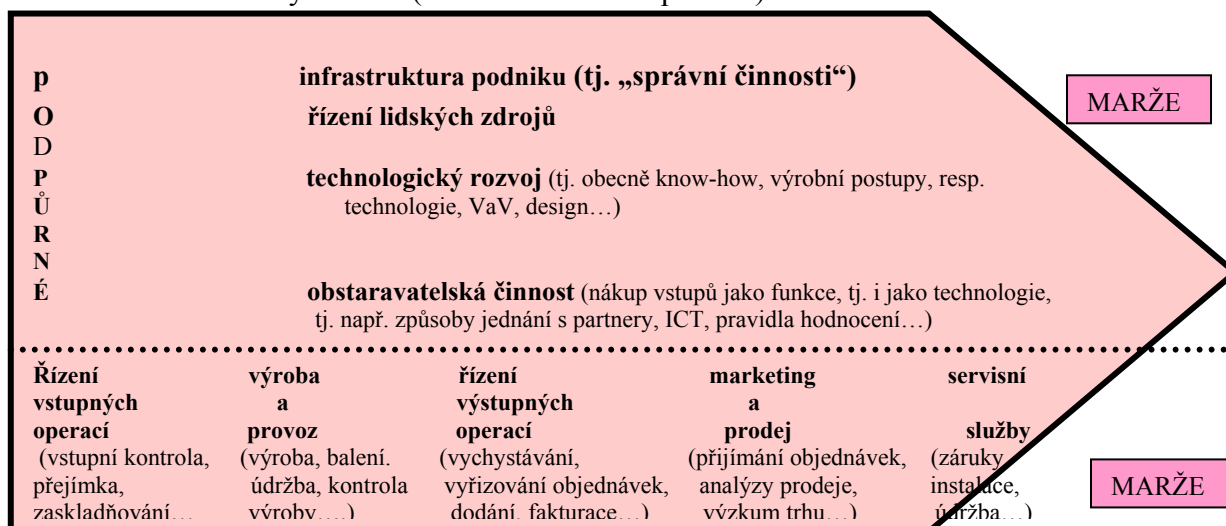 p infrastruktura podniku (tj. „správní činnosti“)
MARŽE
O řízení lidských zdrojů
D
P technologický rozvoj (tj. obecně know-how, výrobní postupy, resp.
Ů technologie, VaV, design…)
R
N
É obstaravatelská činnost (nákup vstupů jako funkce, tj. i jako technologie,
tj. např. způsoby jednání s partnery, ICT, pravidla hodnocení…)
Řízení výroba řízení marketing servisní
vstupných a výstupných a
operací provoz operací prodej služby
(vstupní kontrola, (výroba, balení. (vychystávání, (přijímání objednávek, (záruky,
přejímka, údržba, kontrola vyřizování objednávek, analýzy prodeje, instalace,
zaskladňování… výroby….) dodání, fakturace…) výzkum trhu…) údržba…)
MARŽE